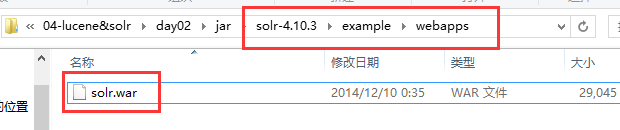 04-lucene&solr ▸ day02 ▸ jar ▸ solr-4.10.3 ▸ example ▸ webapps
名称 修改日期 类型 大小
solr.war 2014/12/10 0:35 WAR 文件 29,045
的位置